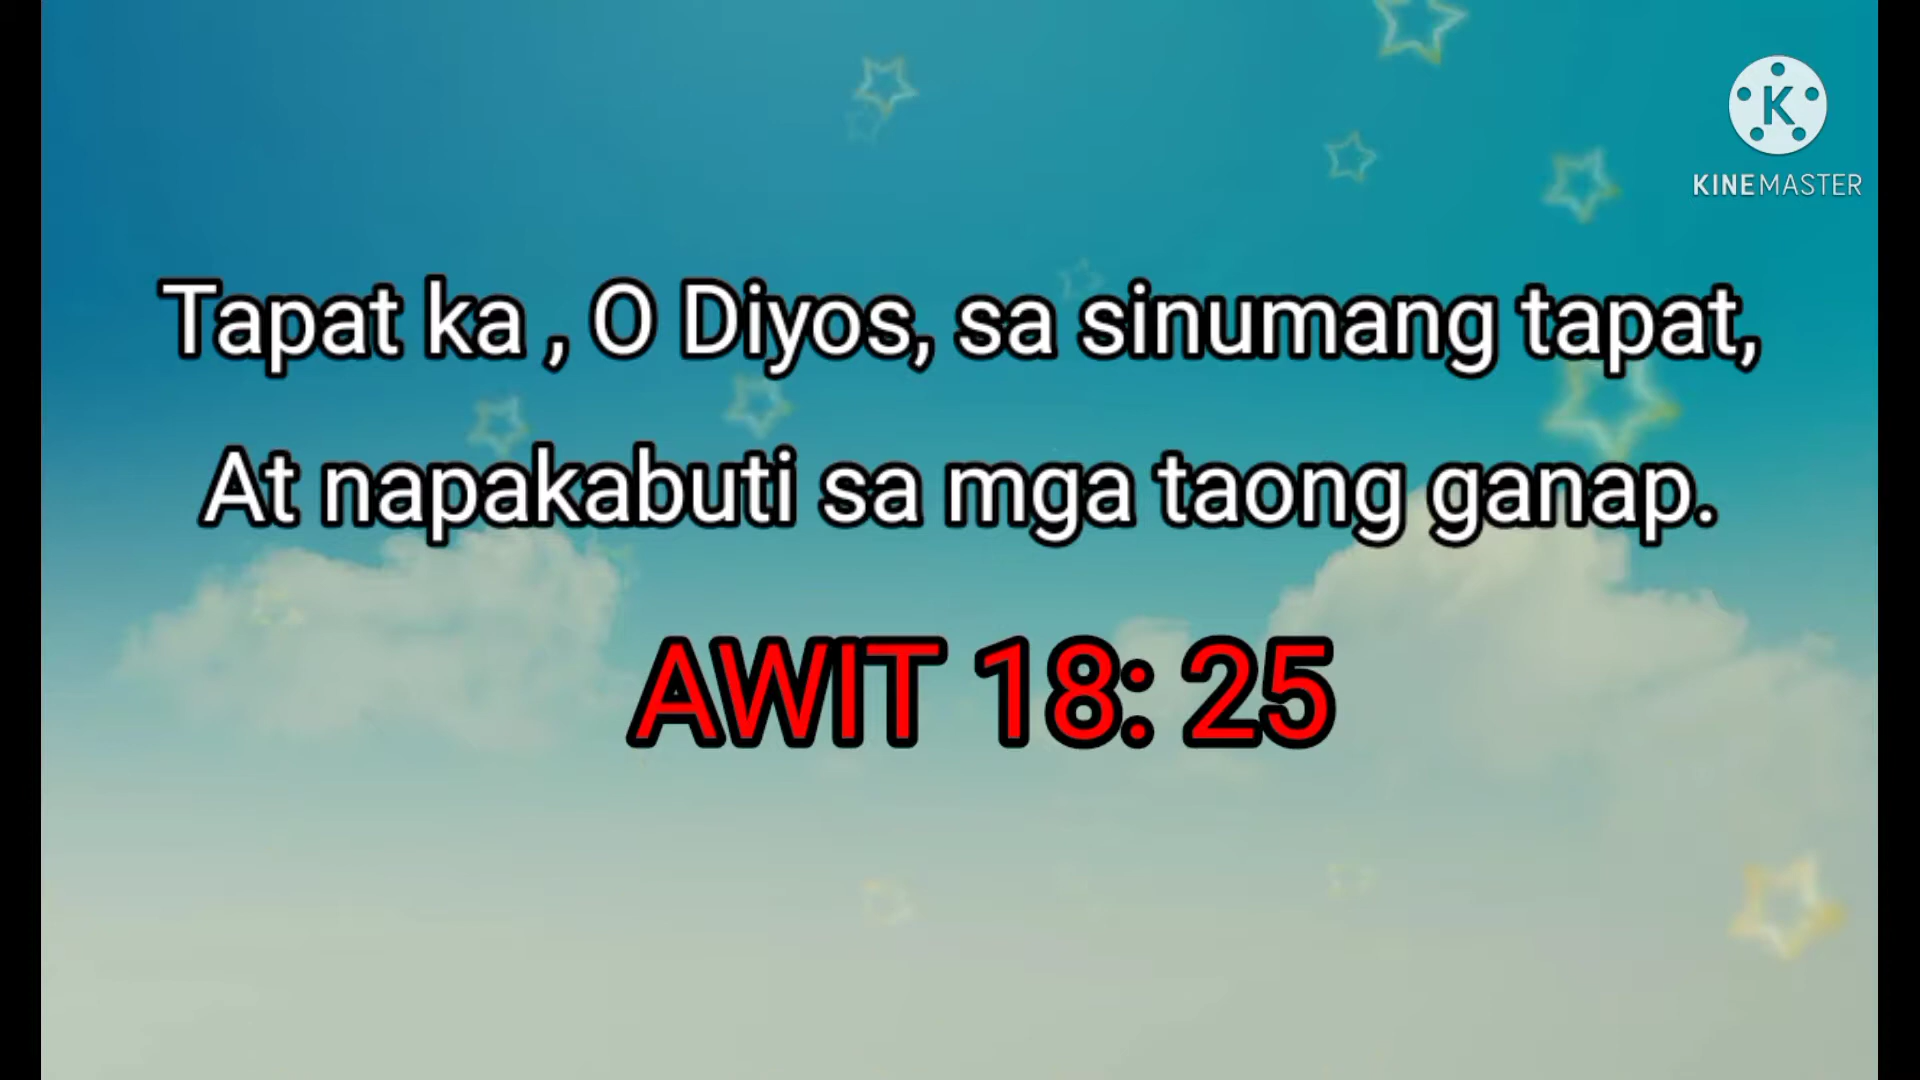 K
KINEMASTER
Tapat ka , O Diyos, sa sinumang tapat,
At napakabuti sa mga taong ganap.
AWIT 18: 25